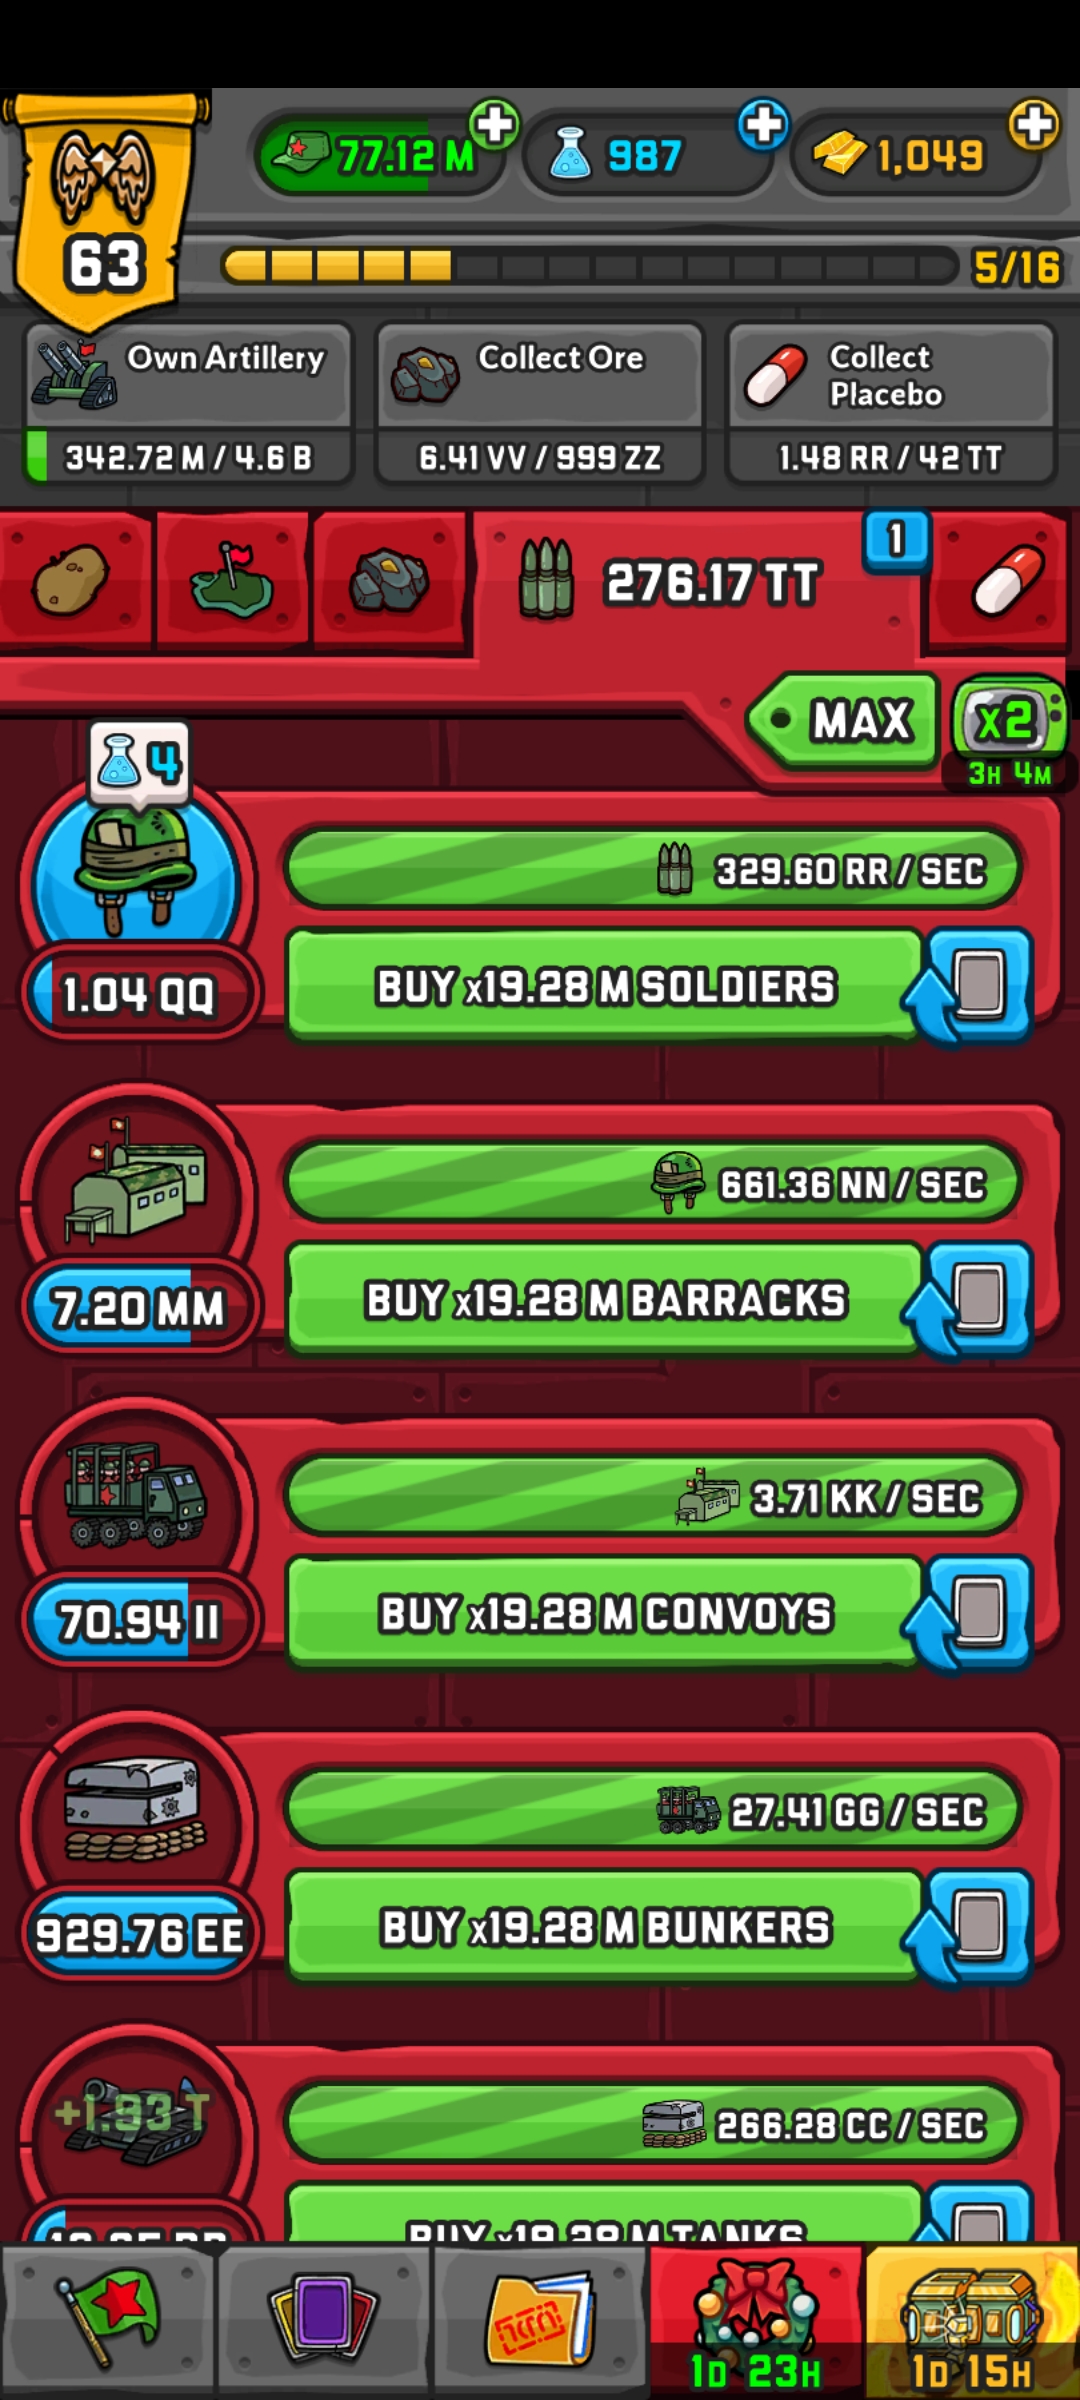 77.12 M
987
1,049
63
5/16
Own Artillery
342.72 M / 4.6 B
Collect Ore
6.41 VV / 999 ZZ
Collect
Placebo
1.48 RR / 42 TT
276.17 TT
1
MAX
x2
3H 4M
4
329.60 RR / SEC
1.04 QQ
BUY x19.28 M SOLDIERS
661.36 NN / SEC
7.20 MM
BUY x19.28 M BARRACKS
3.71 KK / SEC
70.94 II
BUY x19.28 M CONVOYS
27.41 GG / SEC
929.76 EE
BUY x19.28 M BUNKERS
+1.93 T
266.28 CC / SEC
BUY x19.28 M TANKS
1D 23H
1D 15H